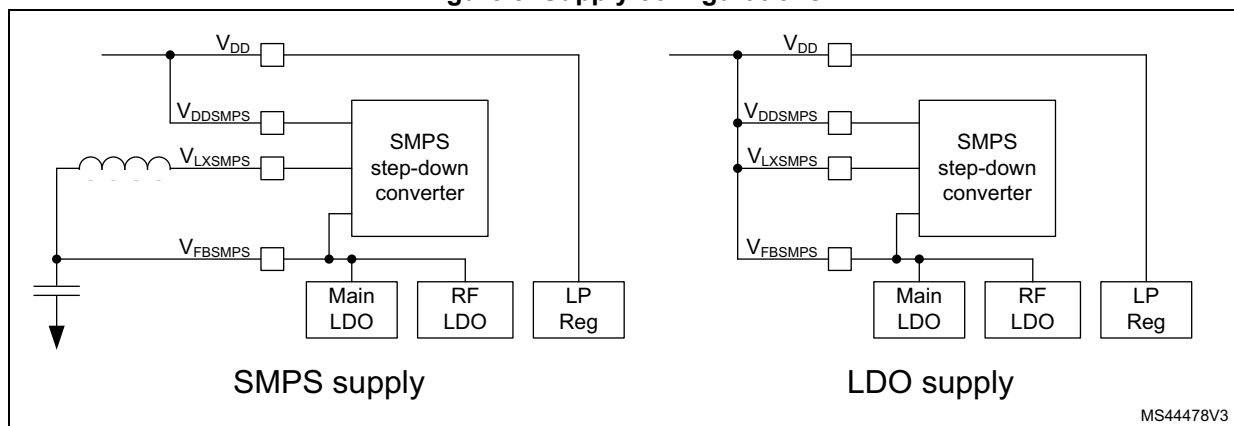 V_DD
V_DDSMPS
V_LXSMPS
V_FBSMPS
SMPS
step-down
converter
Main
LDO
RF
LDO
LP
Reg
SMPS supply
V_DD
V_DDSMPS
V_LXSMPS
V_FBSMPS
SMPS
step-down
converter
Main
LDO
RF
LDO
LP
Reg
LDO supply
MS44478V3